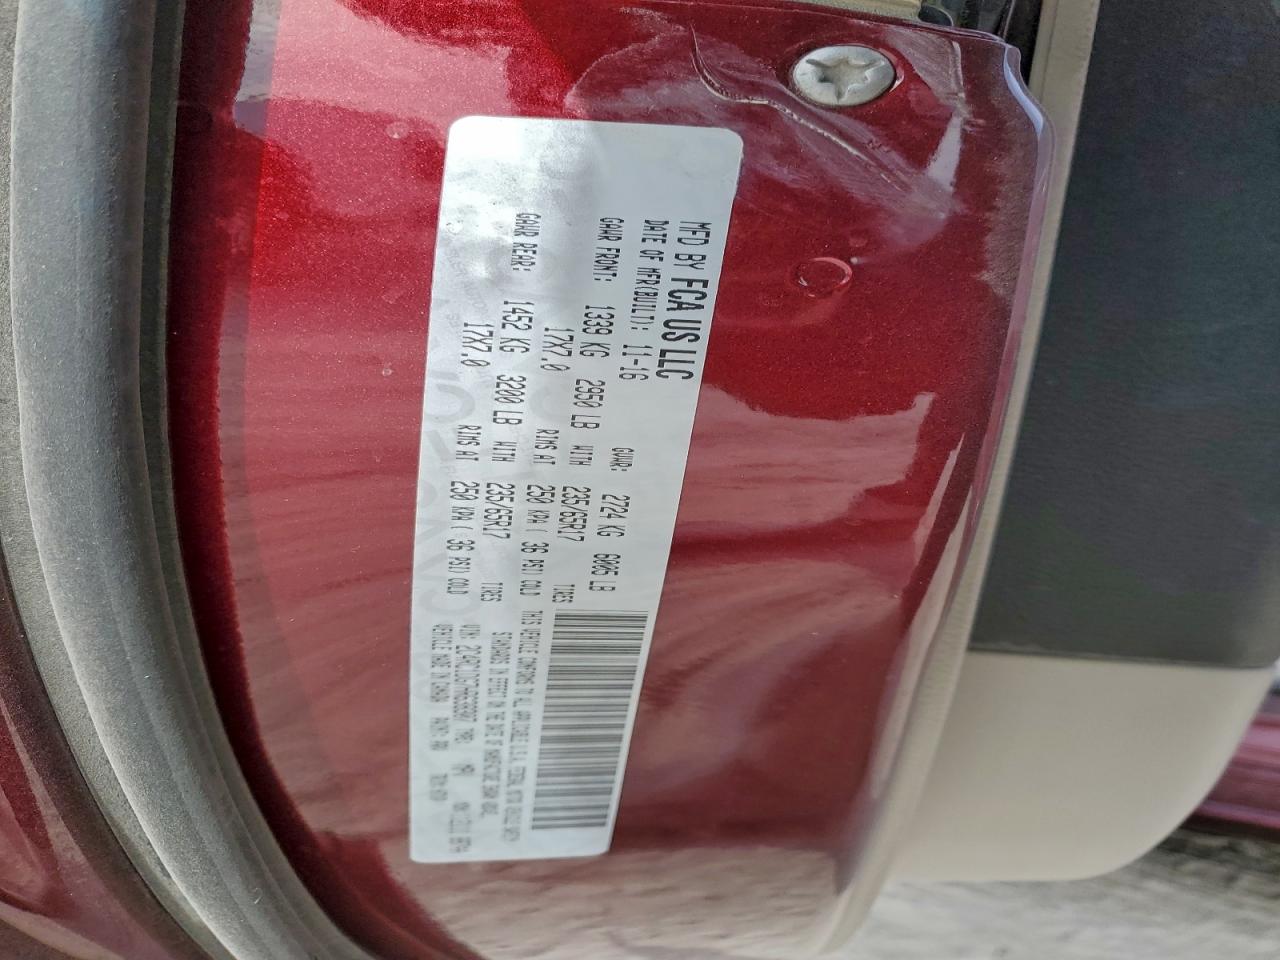 MFD BY FCA US LLC
DATE OF MFR(BUILT): 11-16 GVWR: 2724 KG 6005 LB
GAWR FRONT: 1339 KG 2950 LB WITH 235/65R17 TIRES
17X7.0 RIMS AT 250 KPA ( 36 PSI) COLD
GAWR REAR: 1452 KG 3200 LB WITH 235/65R17 TIRES
17X7.0 RIMS AT 250 KPA ( 36 PSI) COLD
THIS VEHICLE CONFORMS TO ALL APPLICABLE U.S.A. FEDERAL MOTOR VEHICLE SAFETY
STANDARDS IN EFFECT ON THE DATE OF MANUFACTURE SHOWN ABOVE.
VIN: TYPE: MPV
VEHICLE MADE IN CANADA PAINT: